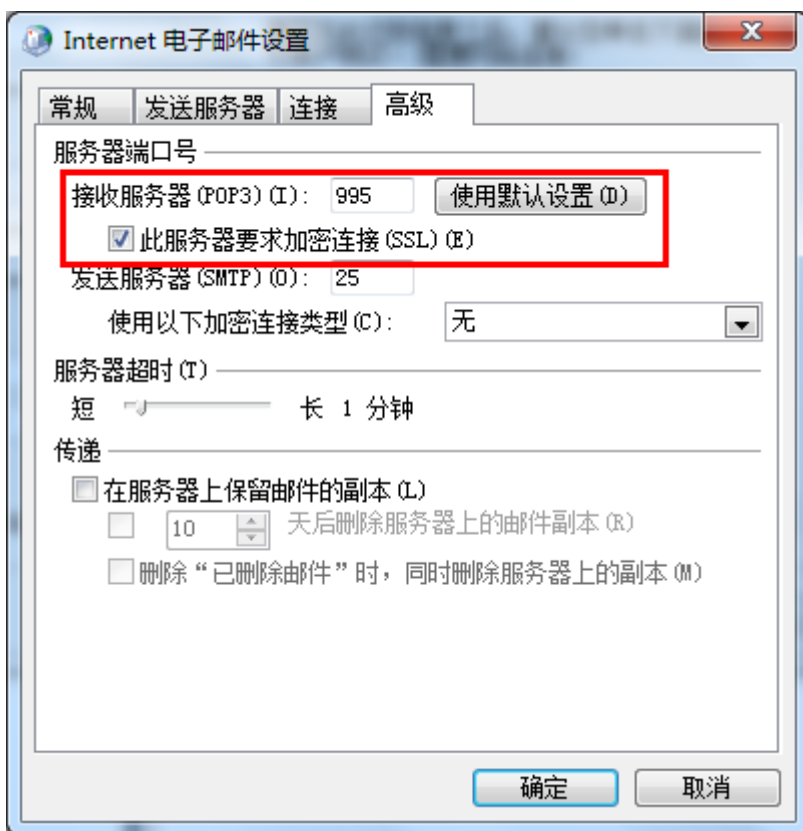 Internet 电子邮件设置
常规 发送服务器 连接 高级
服务器端口号
接收服务器(POP3)(I): 995 使用默认设置(D)
此服务器要求加密连接(SSL)(E)
发送服务器(SMTP)(O): 25
使用以下加密连接类型(C): 无
服务器超时(T)
短 长 1 分钟
传递
在服务器上保留邮件的副本(L)
10 天后删除服务器上的邮件副本(R)
删除“已删除邮件”时，同时删除服务器上的副本(M)
确定 取消